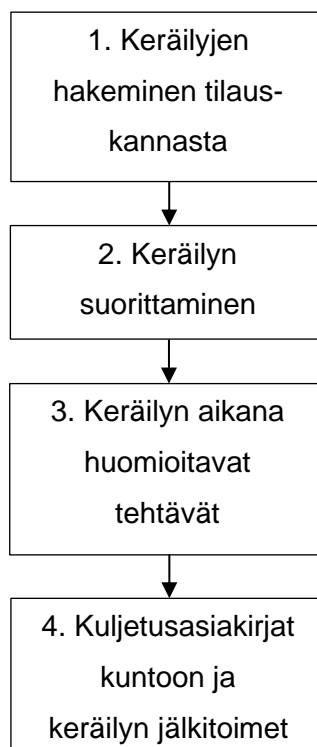 1. Keräilyjen
hakeminen tilaus-
kannasta
2. Keräilyn
suorittaminen
3. Keräilyn aikana
huomioitavat
tehtävät
4. Kuljetusasiakirjat
kuntoon ja
keräilyn jälkitoimet